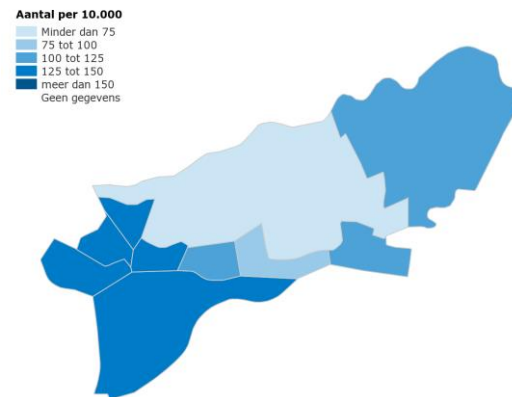 Aantal per 10.000
Minder dan 75
75 tot 100
100 tot 125
125 tot 150
meer dan 150
Geen gegevens